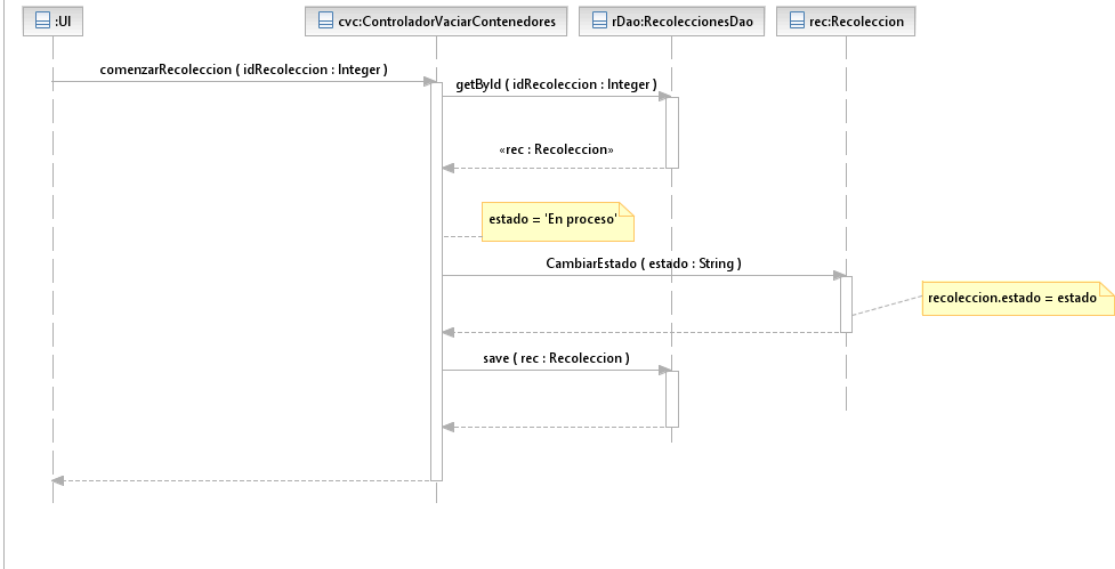 :UI
cvc:ControladorVaciarContenedores
rDao:RecoleccionesDao
rec:Recoleccion
comenzarRecoleccion ( idRecoleccion : Integer )
getById ( idRecoleccion : Integer )
«rec : Recoleccion»
estado = 'En proceso'
CambiarEstado ( estado : String )
recoleccion.estado = estado
save ( rec : Recoleccion )